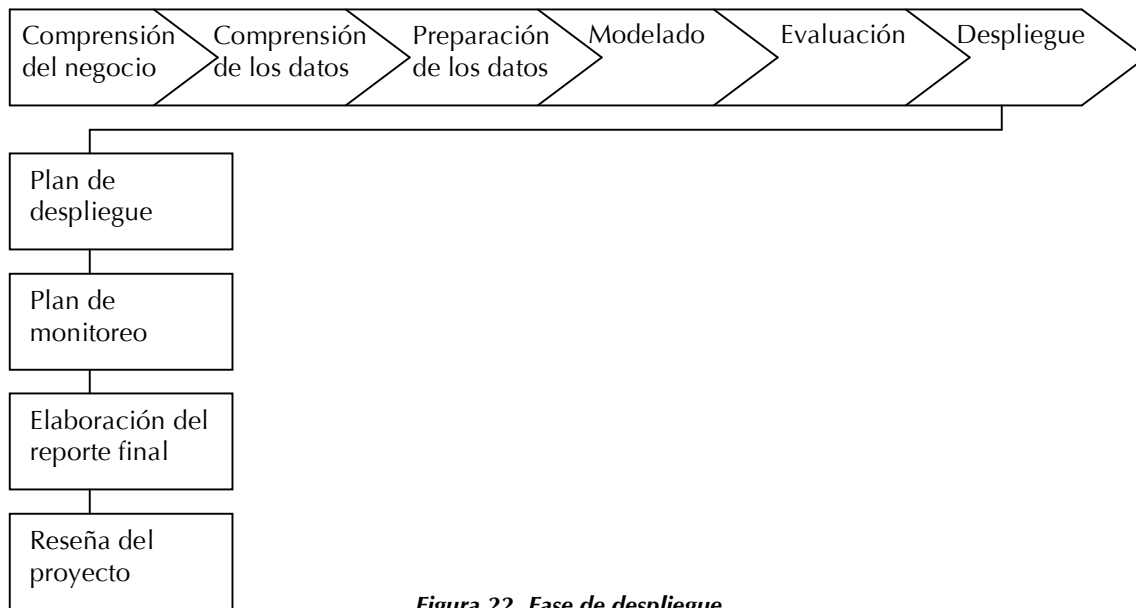 Comprensión
del negocio
Comprensión
de los datos
Preparación
de los datos
Modelado
Evaluación
Despliegue
Plan de
despliegue
Plan de
monitoreo
Elaboración del
reporte final
Reseña del
proyecto
Figura 22. Fase de despliegue